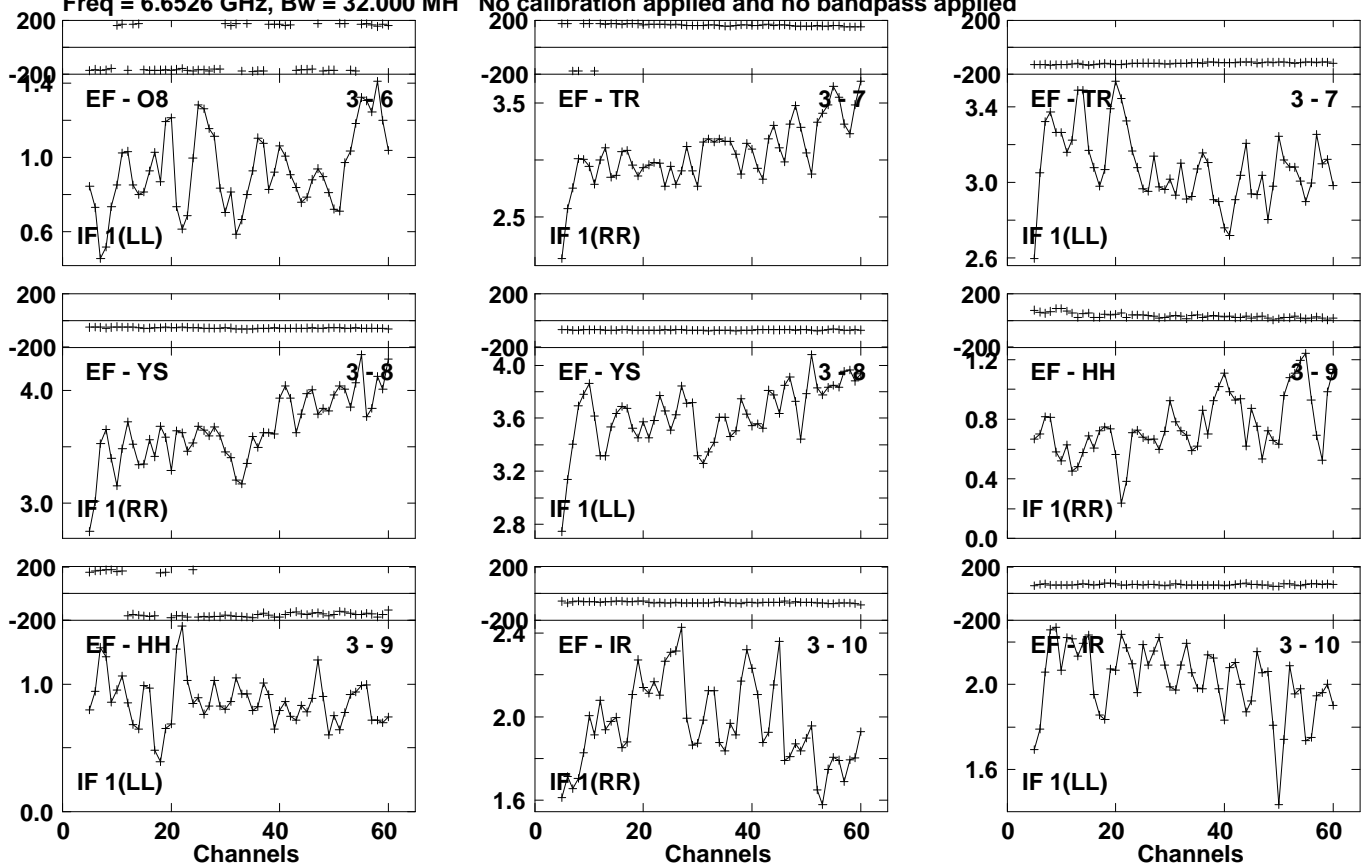 Freq = 6.6526 GHz, Bw = 32.000 MH No calibration applied and no bandpass applied
200
-200
1.4
1.0
0.6
EF - O8
3 - 6
IF 1(LL)
200
-200
3.5
2.5
EF - TR
3 - 7
IF 1(RR)
200
-200
3.4
3.0
2.6
EF - TR
3 - 7
IF 1(LL)
200
-200
4.0
3.0
EF - YS
3 - 8
IF 1(RR)
200
-200
4.0
3.6
3.2
2.8
EF - YS
3 - 8
IF 1(LL)
200
-200
1.2
0.8
0.4
0.0
EF - HH
3 - 9
IF 1(RR)
200
-200
1.0
0.0
EF - HH
3 - 9
IF 1(LL)
0 20 40 60
Channels
200
-200
2.4
2.0
1.6
EF - IR
3 - 10
IF 1(RR)
0 20 40 60
Channels
200
-200
2.0
1.6
EF - IR
3 - 10
IF 1(LL)
0 20 40 60
Channels